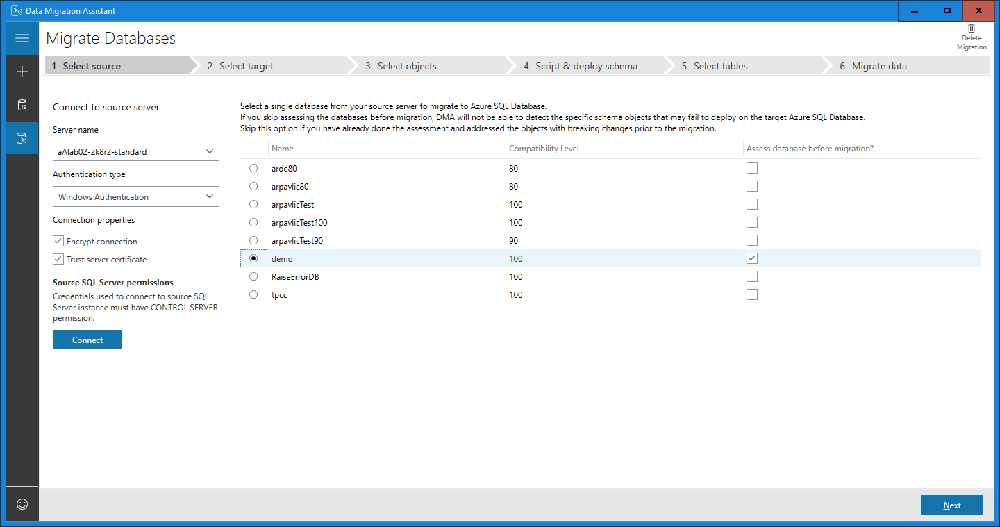 Data Migration Assistant
Migrate Databases
Delete
Migration
1 Select source
2 Select target
3 Select objects
4 Script & deploy schema
5 Select tables
6 Migrate data
Connect to source server
Server name
aAlab02-2k8r2-standard
Authentication type
Windows Authentication
Connection properties
Encrypt connection
Trust server certificate
Source SQL Server permissions
Credentials used to connect to source SQL
Server instance must have CONTROL SERVER
permission.
Connect
Select a single database from your source server to migrate to Azure SQL Database.
If you skip assessing the databases before migration, DMA will not be able to detect the specific schema objects that may fail to deploy on the target Azure SQL Database.
Skip this option if you have already done the assessment and addressed the objects with breaking changes prior to the migration.
Name Compatibility Level Assess database before migration?
arde80 80
arpavlic80 80
arpavlicTest 100
arpavlicTest100 100
arpavlicTest90 90
demo 100
RaiseErrorDB 100
tpcc 100
Next